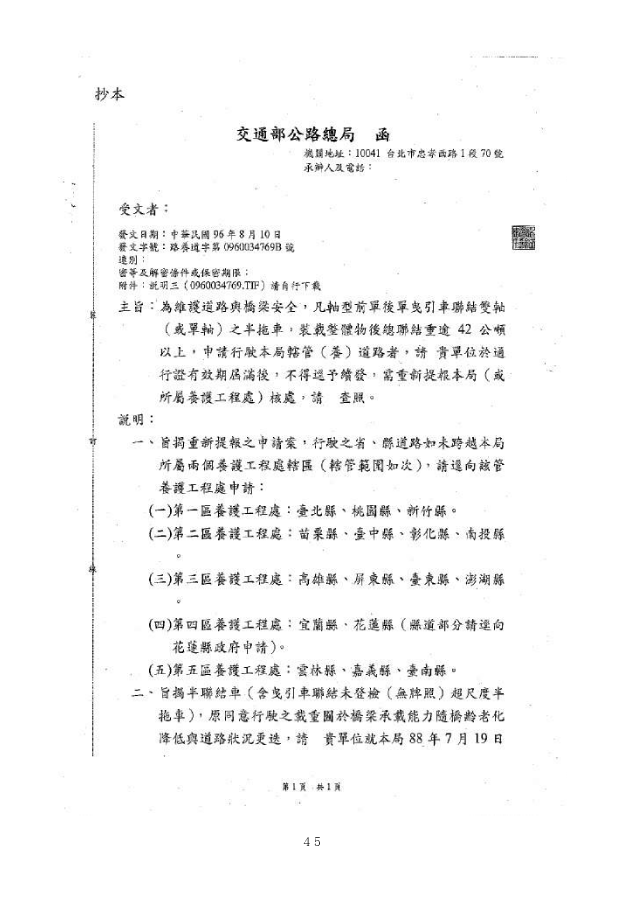 抄本
交通部公路總局　函
機關地址：10041 台北市忠孝西路1段70號
承辦人及電話：
受文者：
發文日期：中華民國96年8月10日
發文字號：路養道字第0960034769B號
速別：
密等及解密條件或保密期限：
附件：說明三（0960034769.TIF）請自行下載
主旨：為維護道路與橋梁安全，凡軸型前單後單曳引車聯結雙軸
（或單軸）之半拖車，裝載整體物後總聯結重逾 42 公噸
以上，申請行駛本局轄管（養）道路者，請　貴單位於通
行證有效期屆滿後，不得逕予續發，需重新提報本局（或
所屬養護工程處）核處，請　查照。
說明：
一、旨揭重新提報之申請案，行駛之省、縣道路如未跨越本局
所屬兩個養護工程處轄區（轄管範圍如次），請逕向該管
養護工程處申請：
(一)第一區養護工程處：臺北縣、桃園縣、新竹縣。
(二)第二區養護工程處：苗栗縣、臺中縣、彰化縣、南投縣
。
(三)第三區養護工程處：高雄縣、屏東縣、臺東縣、澎湖縣
。
(四)第四區養護工程處：宜蘭縣、花蓮縣（縣道部分請逕向
花蓮縣政府申請）。
(五)第五區養護工程處：雲林縣、嘉義縣、臺南縣。
二、旨揭半聯結車（含曳引車聯結未登檢（無牌照）超尺度半
拖車），原同意行駛之載重關於橋梁承載能力隨橋齡老化
降低與道路狀況更迭，請　貴單位就本局 88 年 7 月 19 日
裝
訂
線
第1頁　共1頁
45